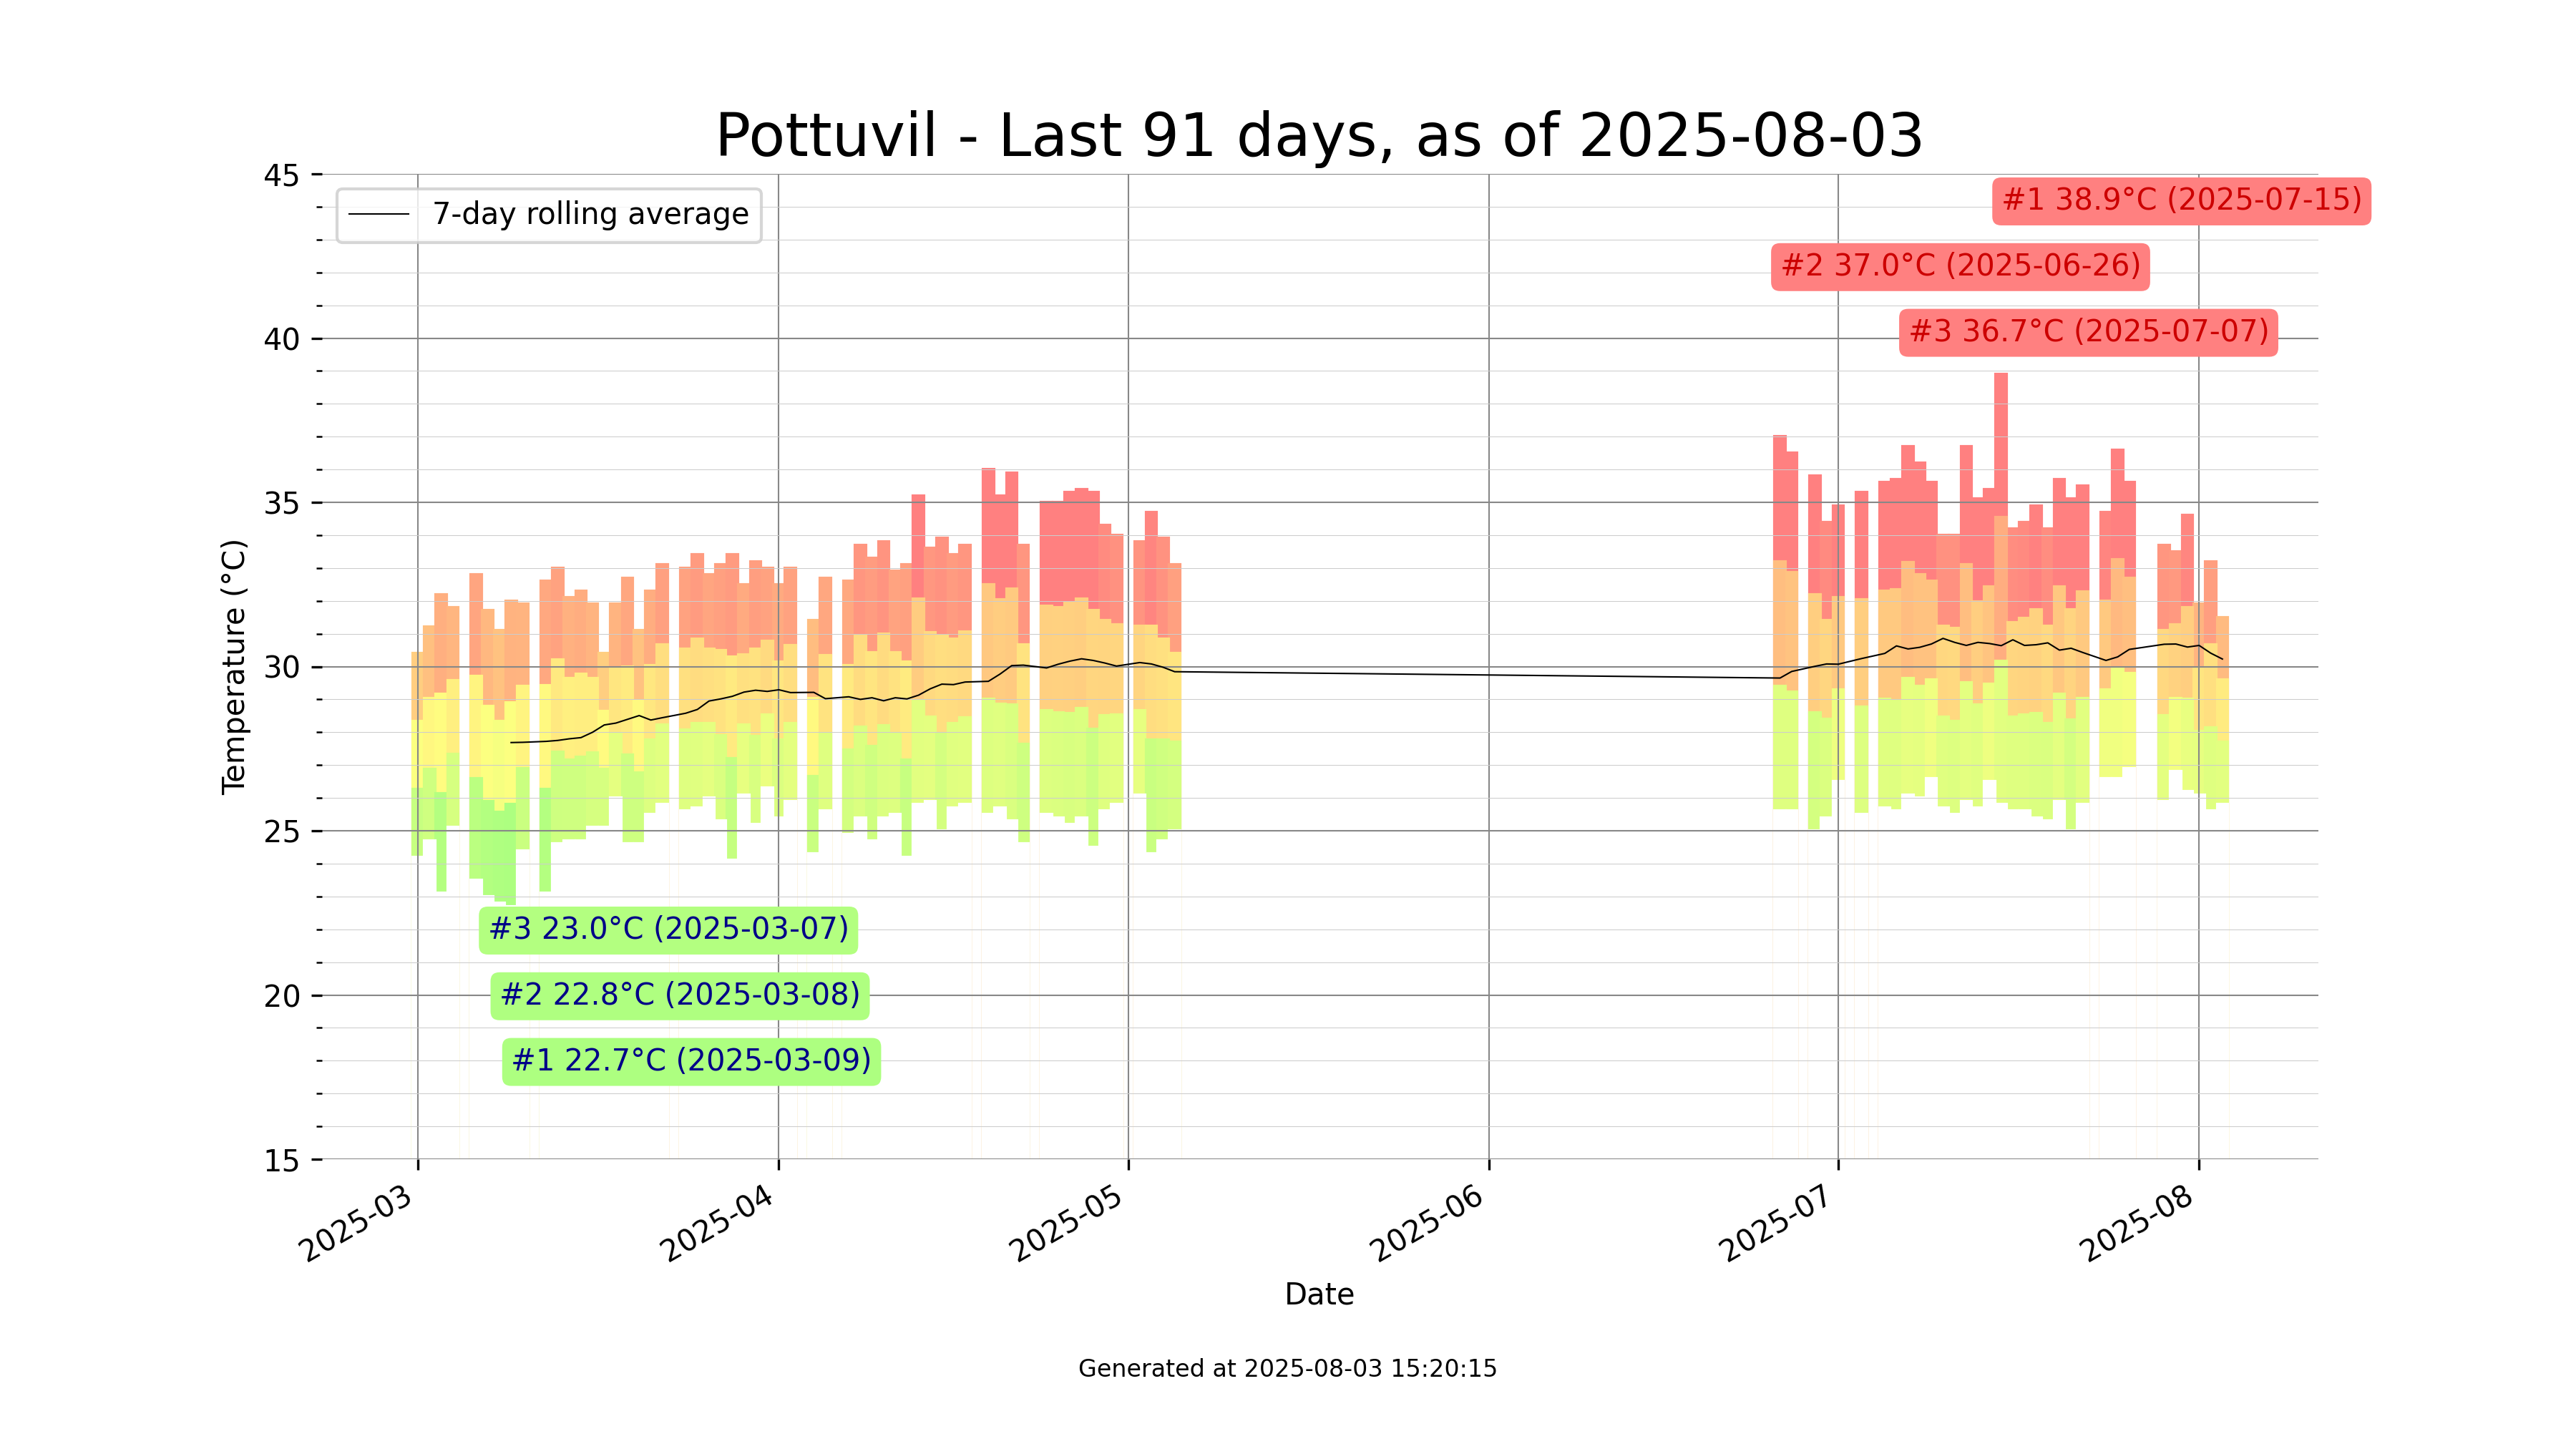 Pottuvil - Last 91 days, as of 2025-08-03
7-day rolling average
#1 38.9°C (2025-07-15)
#2 37.0°C (2025-06-26)
#3 36.7°C (2025-07-07)
45
40
35
30
25
20
15
Temperature (°C)
#3 23.0°C (2025-03-07)
#2 22.8°C (2025-03-08)
#1 22.7°C (2025-03-09)
2025-03
2025-04
2025-05
2025-06
2025-07
2025-08
Date
Generated at 2025-08-03 15:20:15